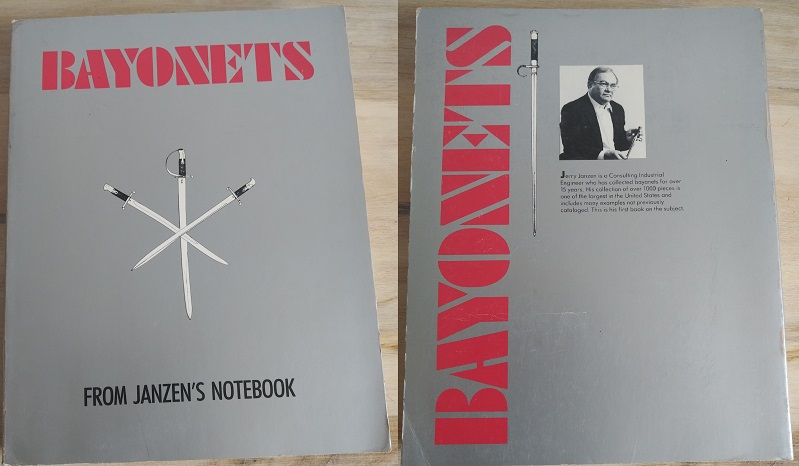 BAYONETS
FROM JANZEN'S NOTEBOOK
BAYONETS
Jerry Janzen is a Consulting Industrial
Engineer who has collected bayonets for over
15 years. His collection of over 1000 pieces is
one of the largest in the United States and
includes many examples not previously
cataloged. This is his first book on the subject.